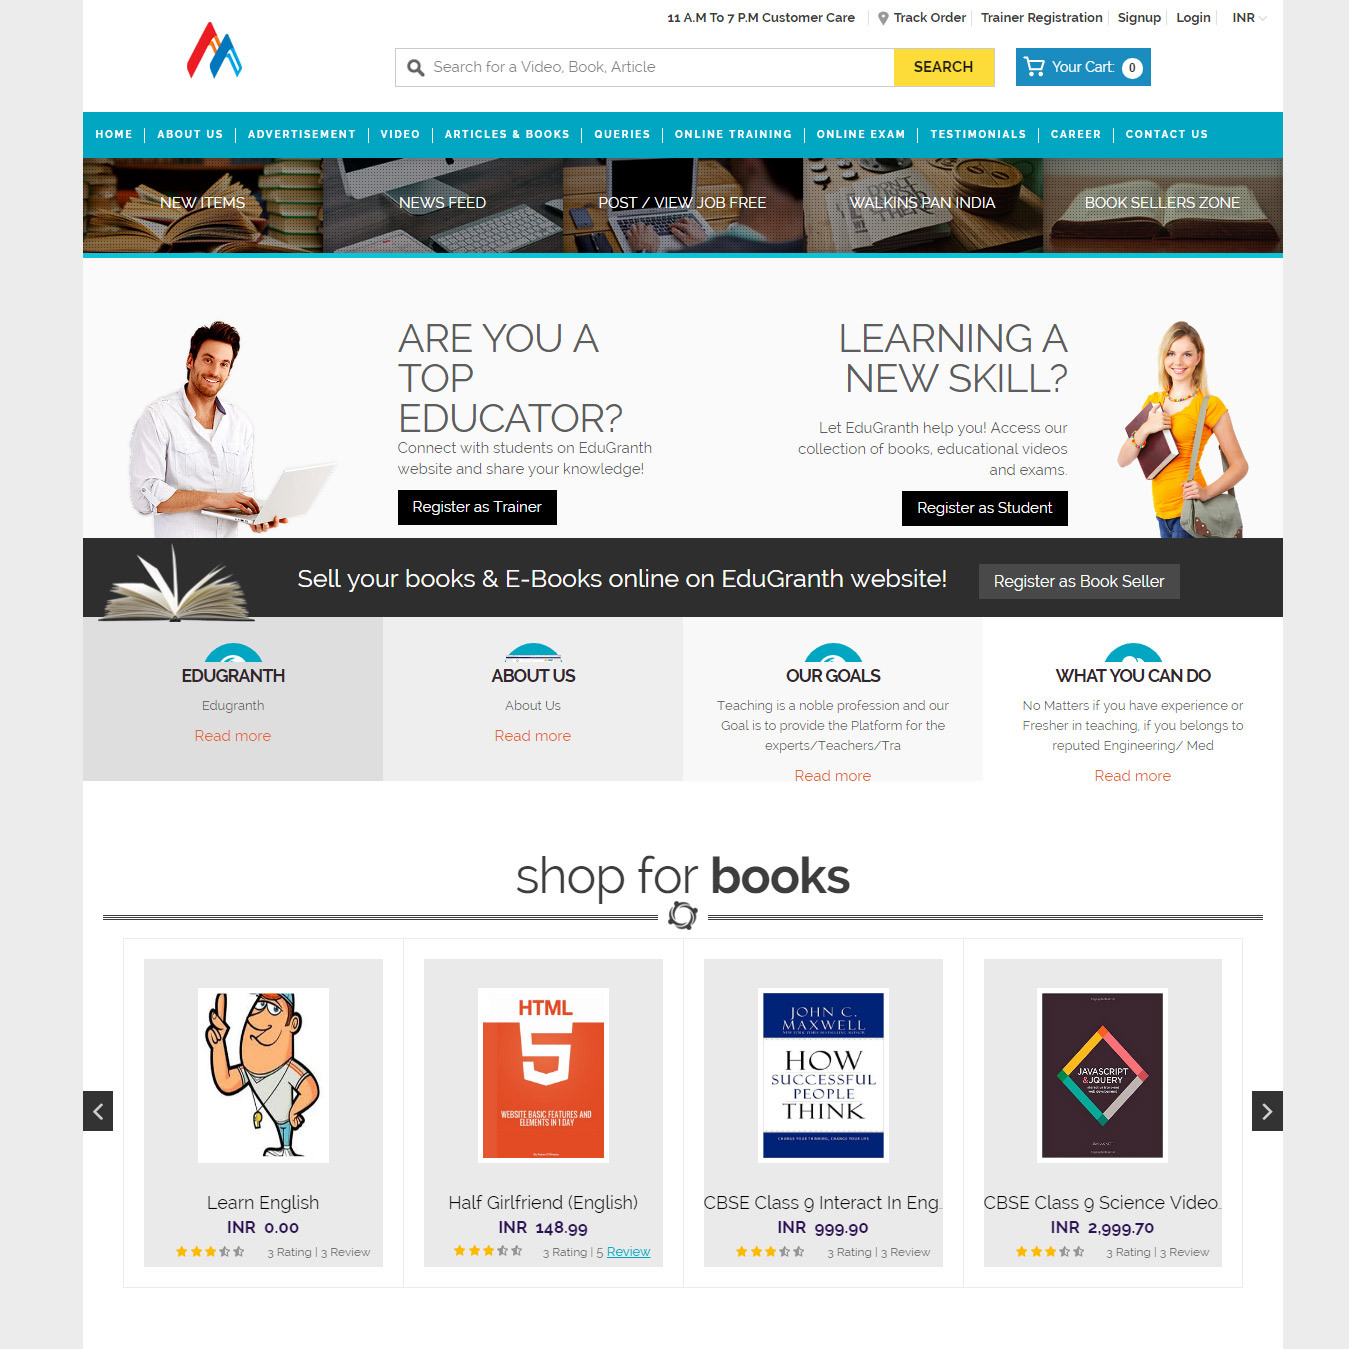 11 A.M To 7 P.M Customer Care Track Order Trainer Registration Signup Login INR
Search for a Video, Book, Article SEARCH Your Cart: 0
HOME ABOUT US ADVERTISEMENT VIDEO ARTICLES & BOOKS QUERIES ONLINE TRAINING ONLINE EXAM TESTIMONIALS CAREER CONTACT US
NEW ITEMS NEWS FEED POST / VIEW JOB FREE WALKINS PAN INDIA BOOK SELLERS ZONE
ARE YOU A
TOP
EDUCATOR?
Connect with students on EduGranth
website and share your knowledge!
Register as Trainer
LEARNING A
NEW SKILL?
Let EduGranth help you! Access our
collection of books, educational videos
and exams.
Register as Student
Sell your books & E-Books online on EduGranth website! Register as Book Seller
EDUGRANTH
Edugranth
Read more
ABOUT US
About Us
Read more
OUR GOALS
Teaching is a noble profession and our
Goal is to provide the Platform for the
experts/Teachers/Tra
Read more
WHAT YOU CAN DO
No Matters if you have experience or
Fresher in teaching, if you belongs to
reputed Engineering/ Med
Read more
shop for books
Learn English
INR 0.00
3 Rating | 3 Review
HTML
5
WEBSITE BASIC FEATURES AND
ELEMENTS IN 1 DAY
Half Girlfriend (English)
INR 148.99
3 Rating | 5 Review
JOHN C.
MAXWELL
HOW
SUCCESSFUL
PEOPLE
THINK
CHANGE YOUR THINKING, CHANGE YOUR LIFE
CBSE Class 9 Interact In Eng..
INR 999.90
3 Rating | 3 Review
JAVASCRIPT
& JQUERY
CBSE Class 9 Science Video..
INR 2,999.70
3 Rating | 3 Review